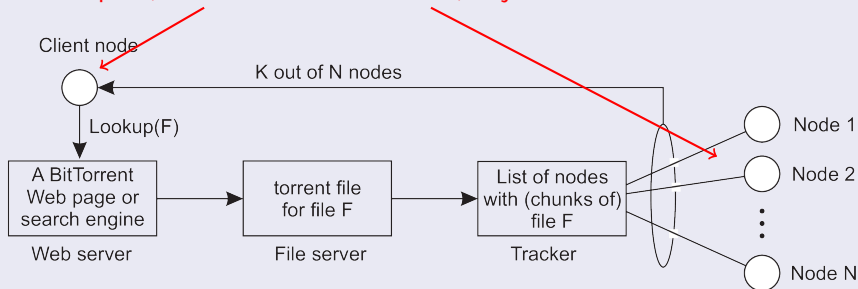 Client node
K out of N nodes
Lookup(F)
Node 1
A BitTorrent
Web page or
search engine
torrent file
for file F
List of nodes
with (chunks of)
file F
Node 2
Web server
File server
Tracker
Node N